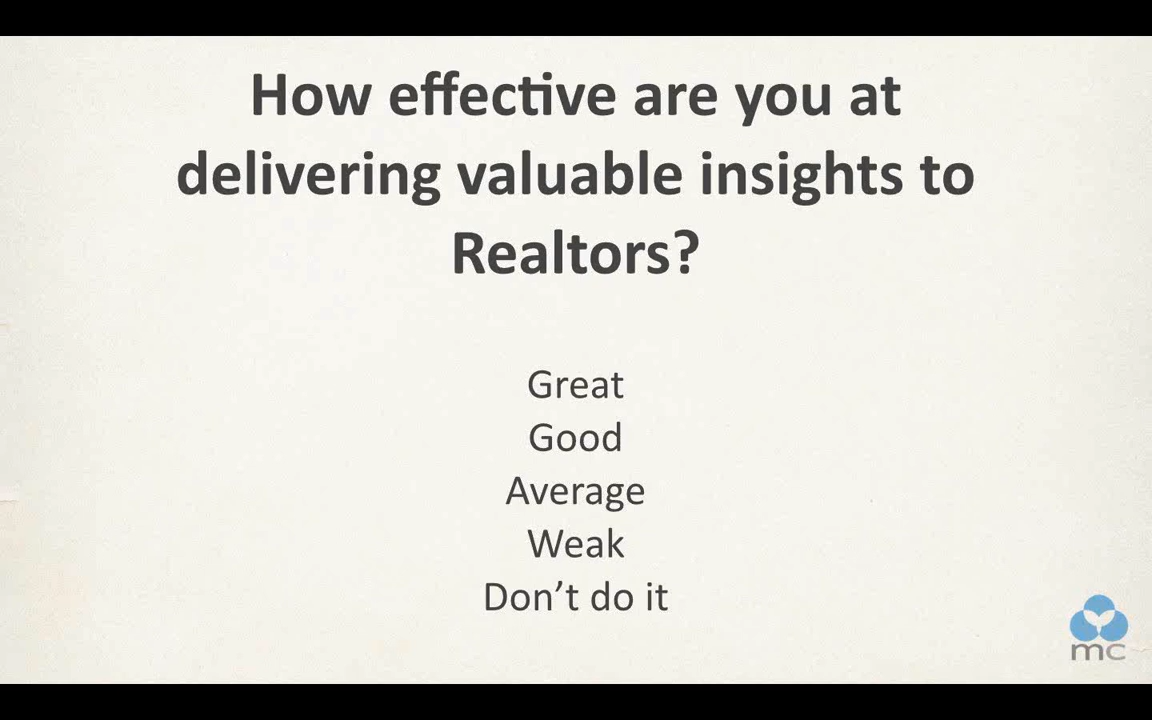 How effective are you at
delivering valuable insights to
Realtors?
Great
Good
Average
Weak
Don’t do it
mc